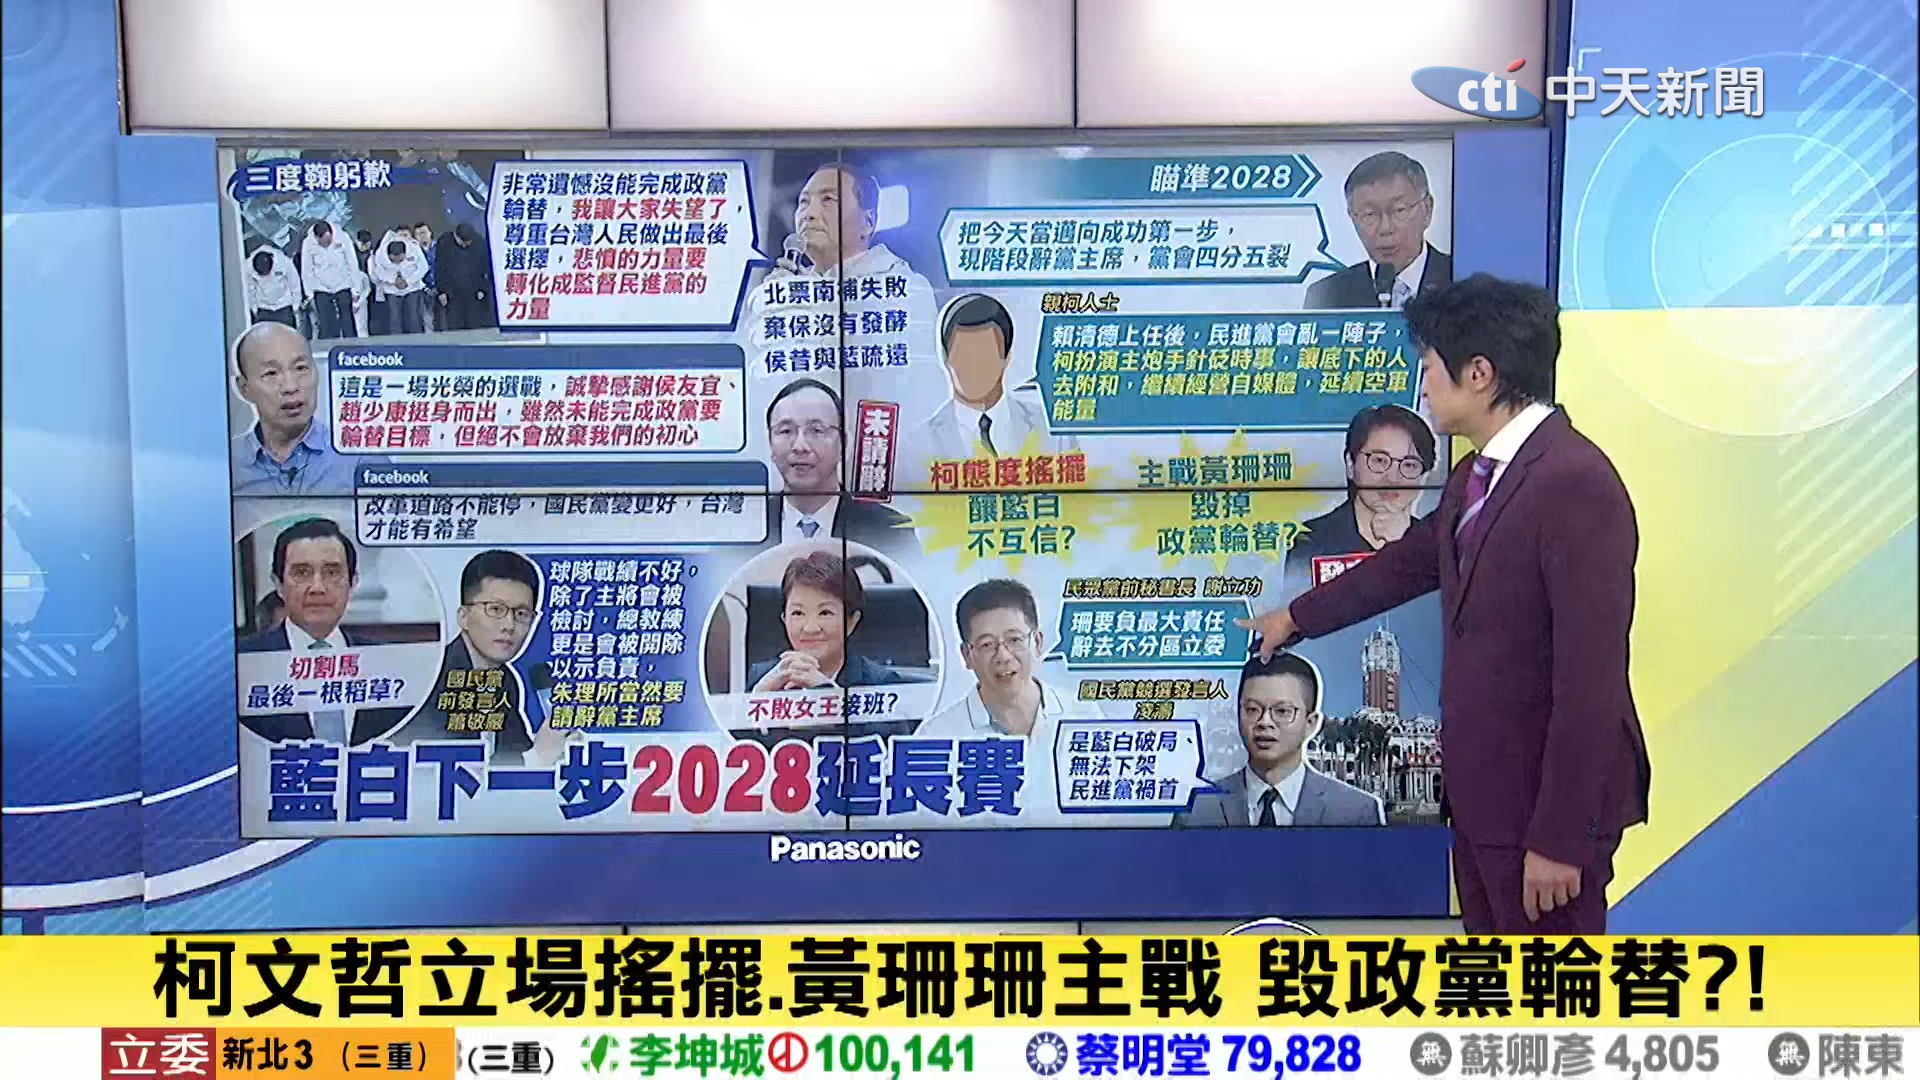 cti 中天新聞
三度鞠躬歉
非常遺憾沒能完成政黨
輪替，我讓大家失望了，
尊重台灣人民做出最後
選擇，悲憤的力量要
轉化成監督民進黨的
力量
北票南補失敗
棄保沒有發酵
侯昔與藍疏遠
瞄準2028
把今天當邁向成功第一步，
現階段辭黨主席，黨會四分五裂
親柯人士
賴清德上任後，民進黨會亂一陣子，
柯扮演主炮手針砭時事，讓底下的人
去附和，繼續經營自媒體，延續空軍
能量
facebook
這是一場光榮的選戰，誠摯感謝侯友宜、
趙少康挺身而出，雖然未能完成政黨要
輪替目標，但絕不會放棄我們的初心
未請辭
facebook
改革道路不能停，國民黨變更好，台灣
才能有希望
柯態度搖擺
釀藍白
不互信?
主戰黃珊珊
毀掉
政黨輪替?
切割馬
最後一根稻草?
國民黨
前發言人
蕭敬嚴
球隊戰績不好，
除了主將會被
檢討，總教練
更是會被開除
以示負責，
朱理所當然要
請辭黨主席
不敗女王接班?
民眾黨前秘書長 謝立功
珊要負最大責任
辭去不分區立委
國民黨競選發言人
凌濤
是藍白破局、
無法下架
民進黨禍首
藍白下一步2028延長賽
Panasonic
柯文哲立場搖擺.黃珊珊主戰 毀政黨輪替?!
立委 新北3（三重） (三重) 李坤城 100,141 蔡明堂 79,828 無 蘇卿彥 4,805 無 陳東